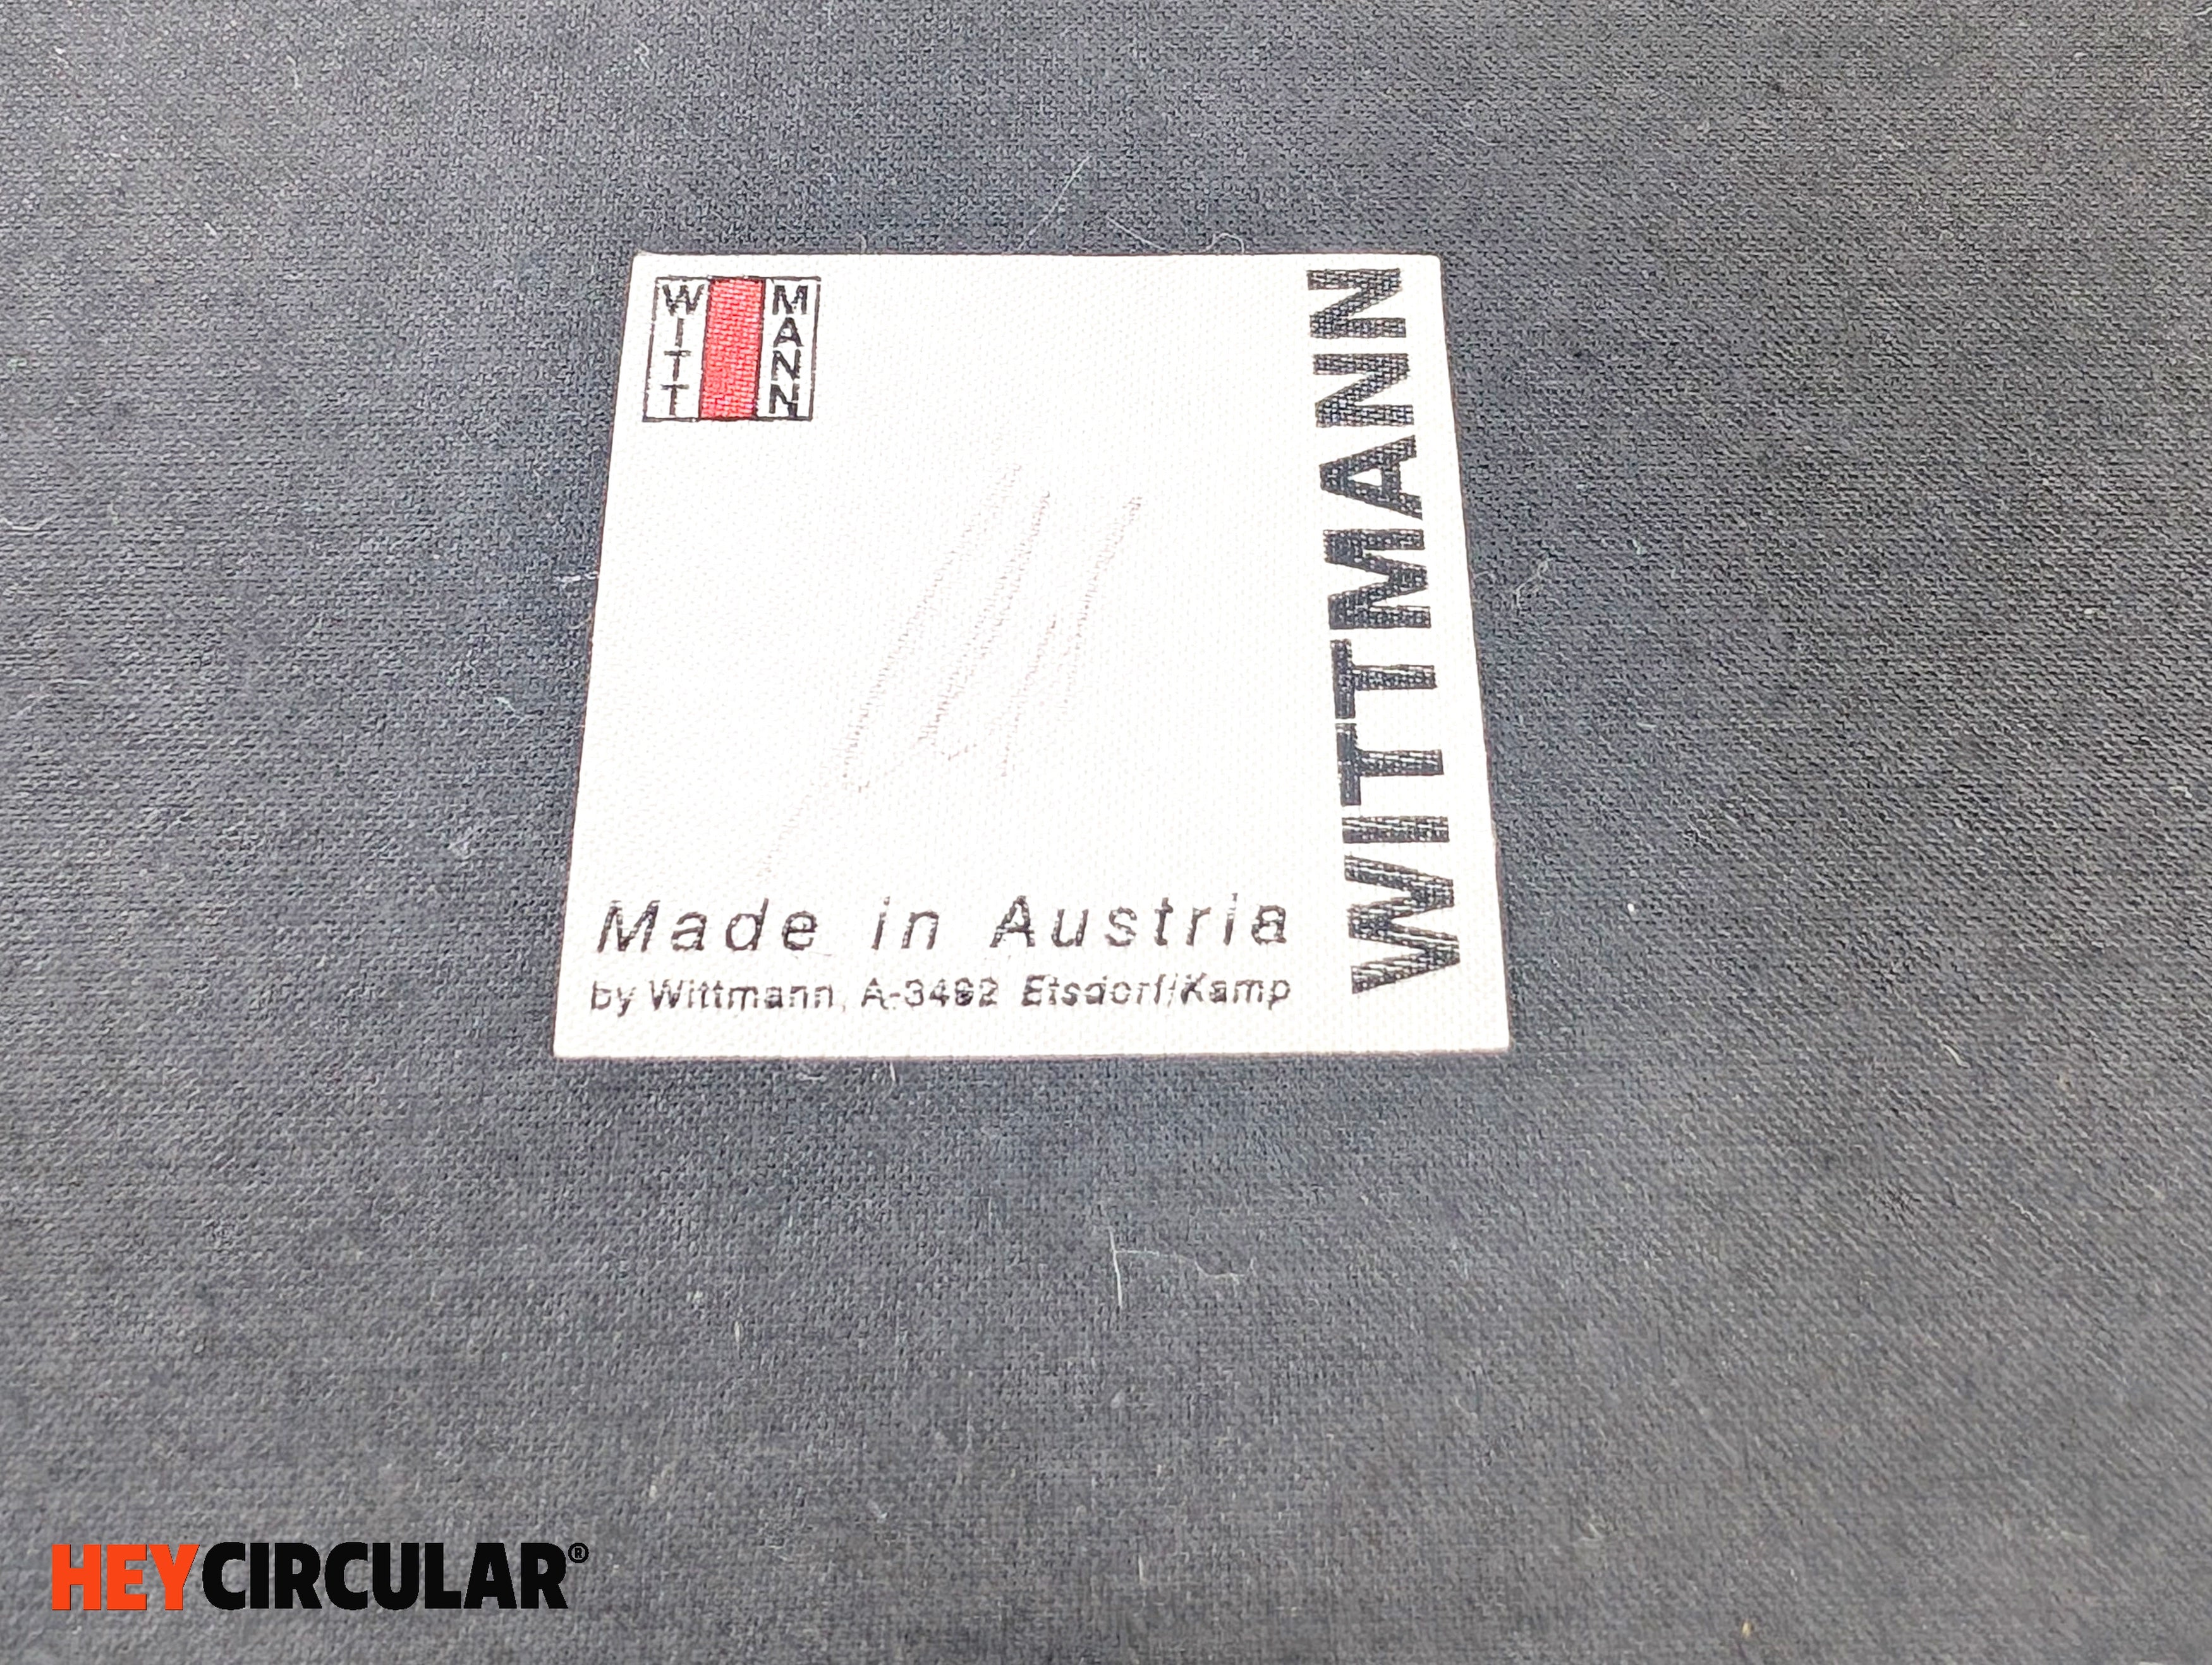 WITT MANN
WITTMANN
Made in Austria
by Wittmann, A-3492 Etsdorf/Kamp
HEYCIRCULAR®